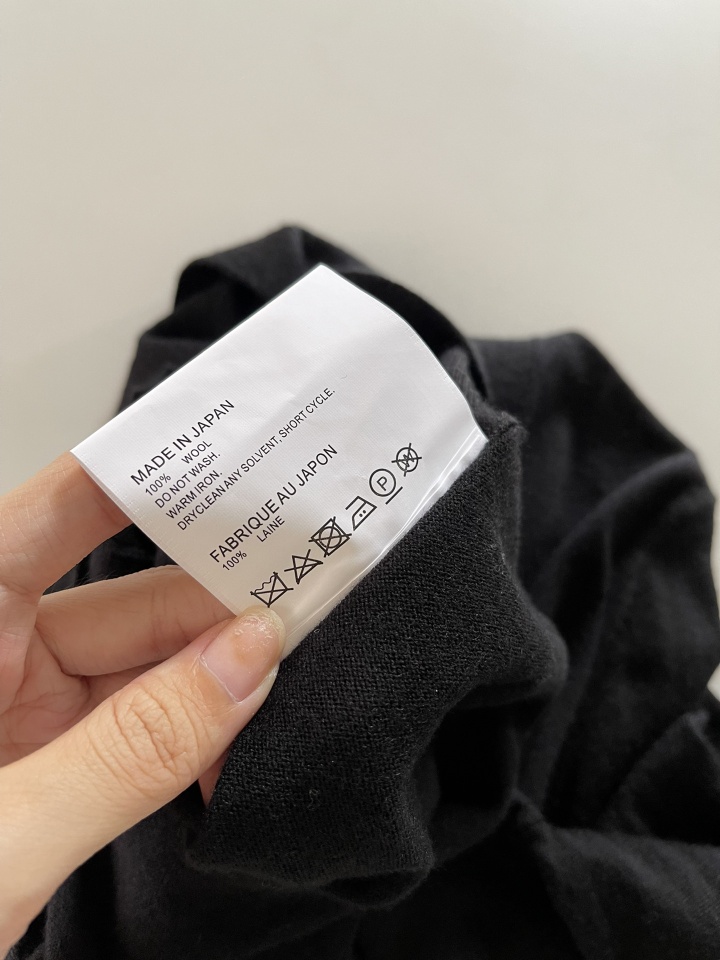 MADE IN JAPAN
100% WOOL
DO NOT WASH.
WARM IRON.
DRYCLEAN ANY SOLVENT, SHORT CYCLE.
FABRIQUE AU JAPON
100% LAINE
P